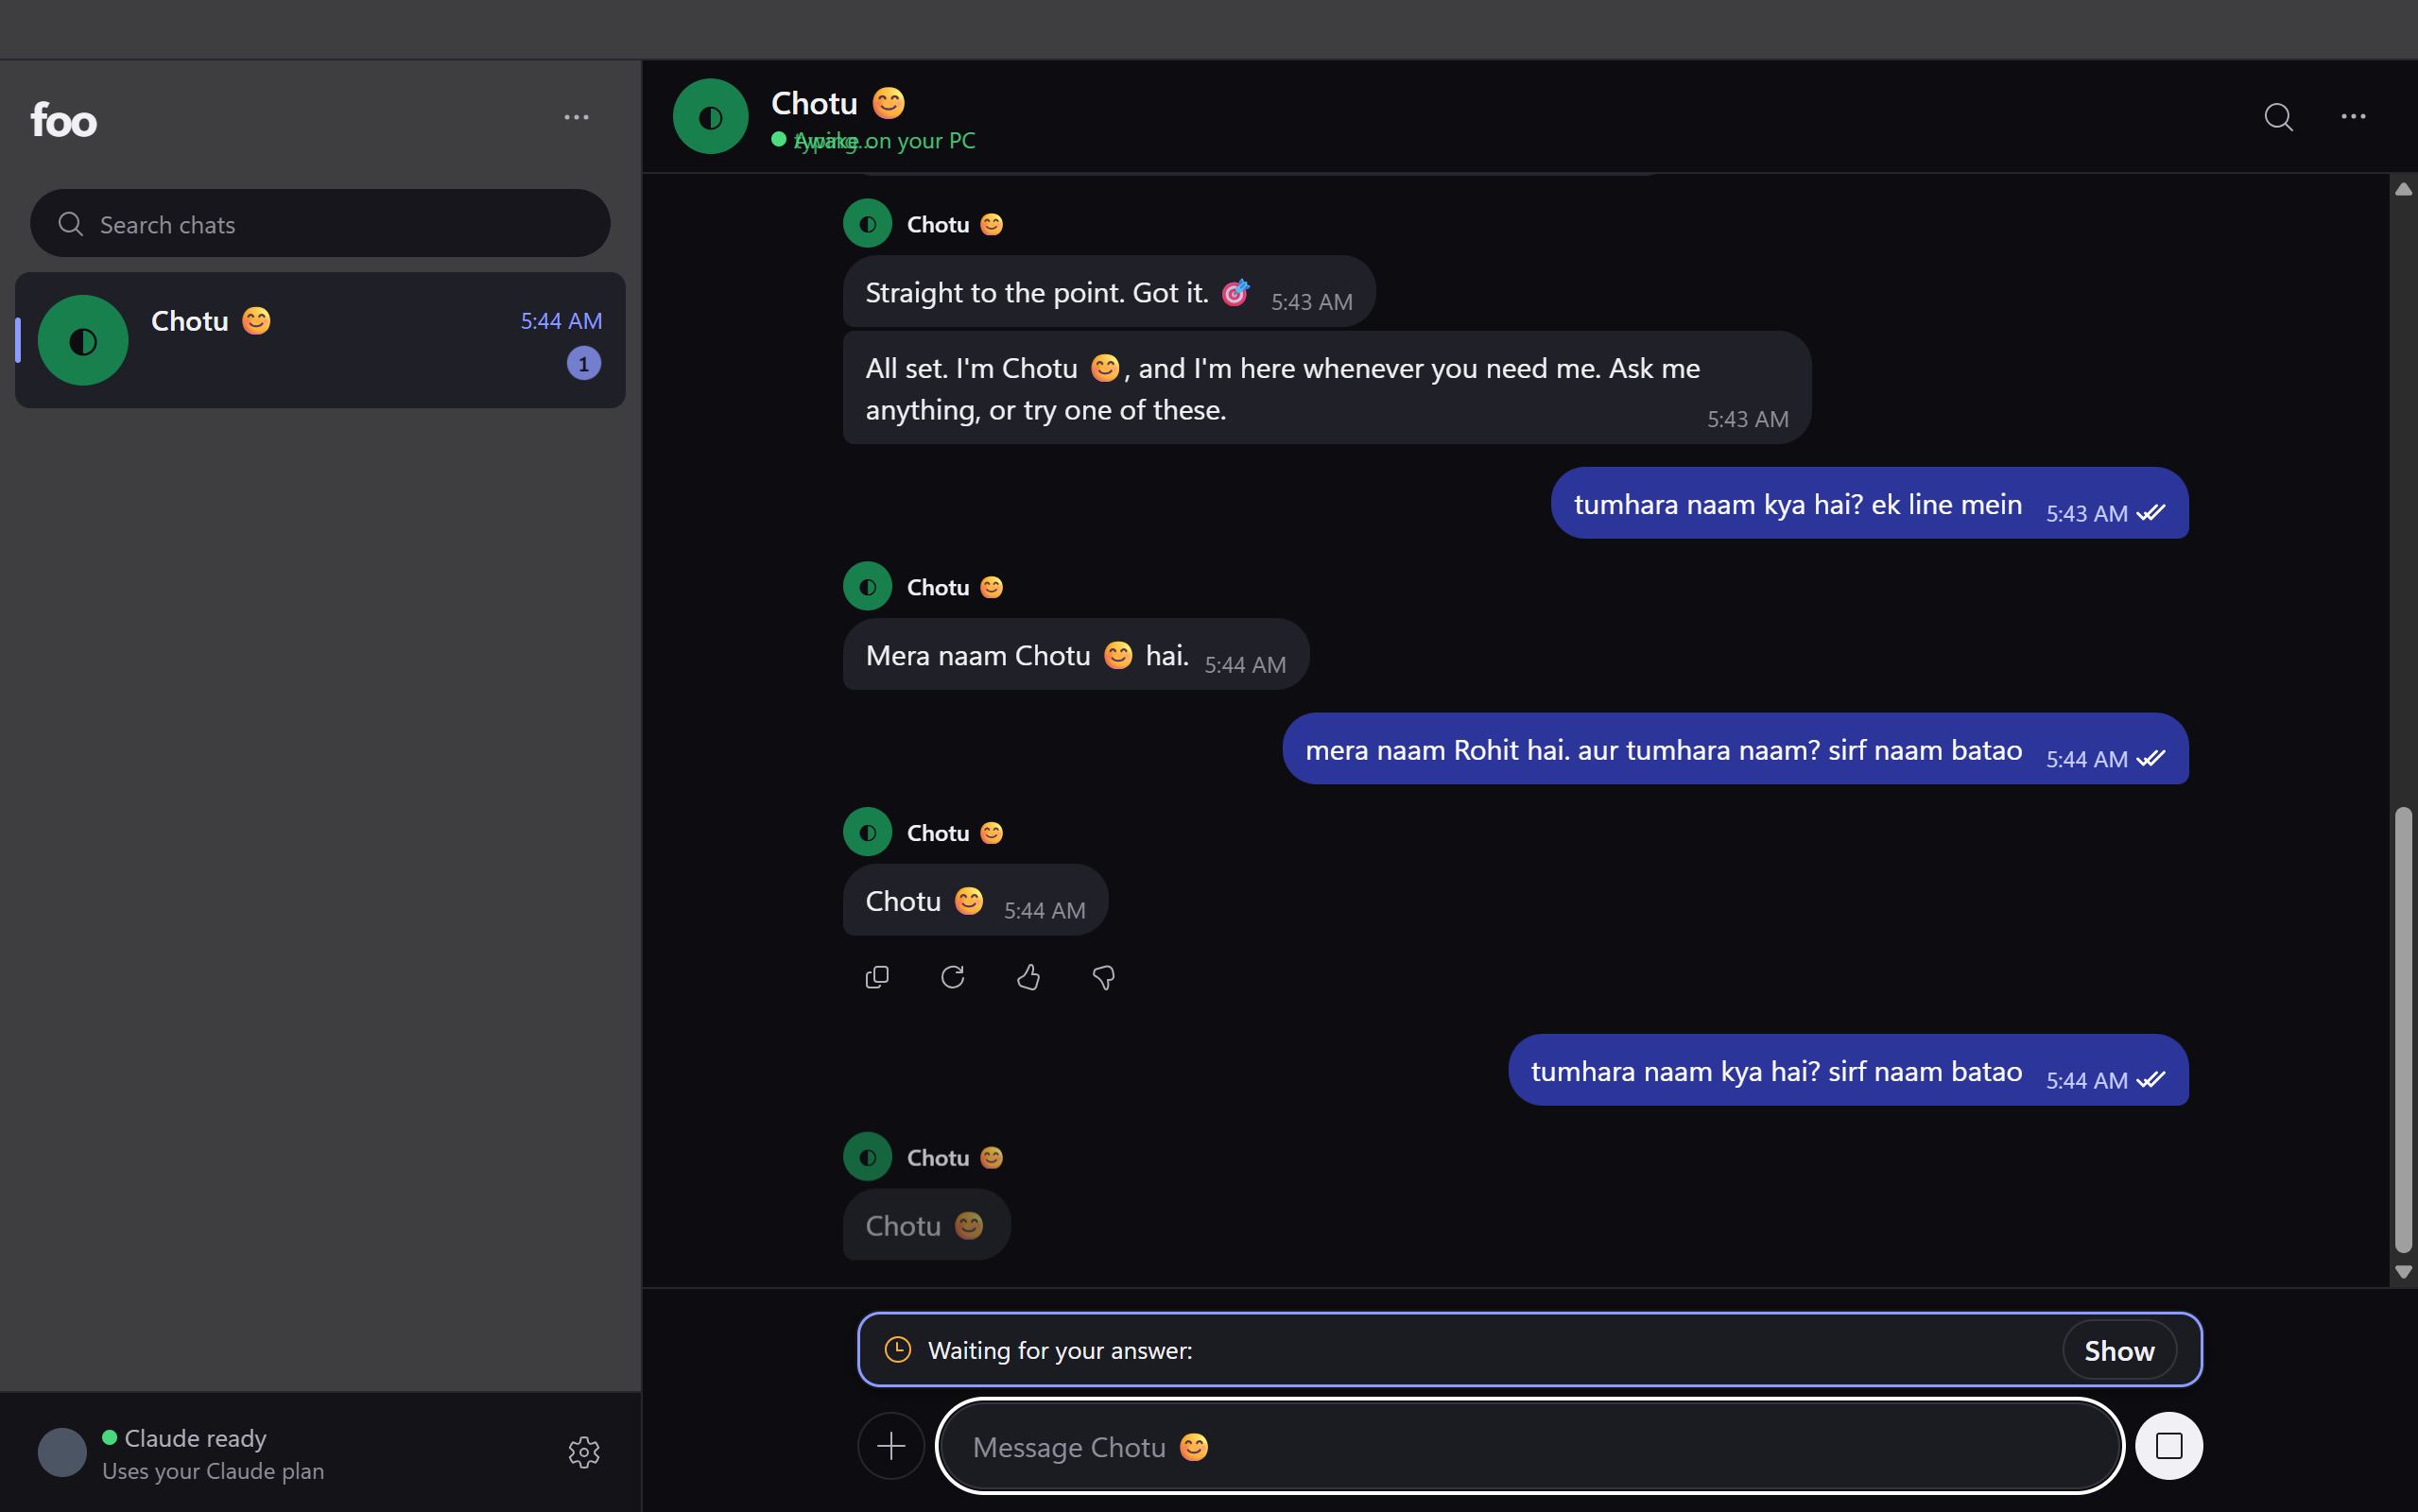 foo
Search chats
Chotu 😊 5:44 AM
1
Claude ready
Uses your Claude plan
Chotu 😊
Awake on your PC
typing…
Chotu 😊
Straight to the point. Got it. 🎯 5:43 AM
All set. I'm Chotu 😊, and I'm here whenever you need me. Ask me
anything, or try one of these. 5:43 AM
tumhara naam kya hai? ek line mein 5:43 AM
Chotu 😊
Mera naam Chotu 😊 hai. 5:44 AM
mera naam Rohit hai. aur tumhara naam? sirf naam batao 5:44 AM
Chotu 😊
Chotu 😊 5:44 AM
tumhara naam kya hai? sirf naam batao 5:44 AM
Chotu 😊
Chotu 😊
Waiting for your answer: Show
Message Chotu 😊